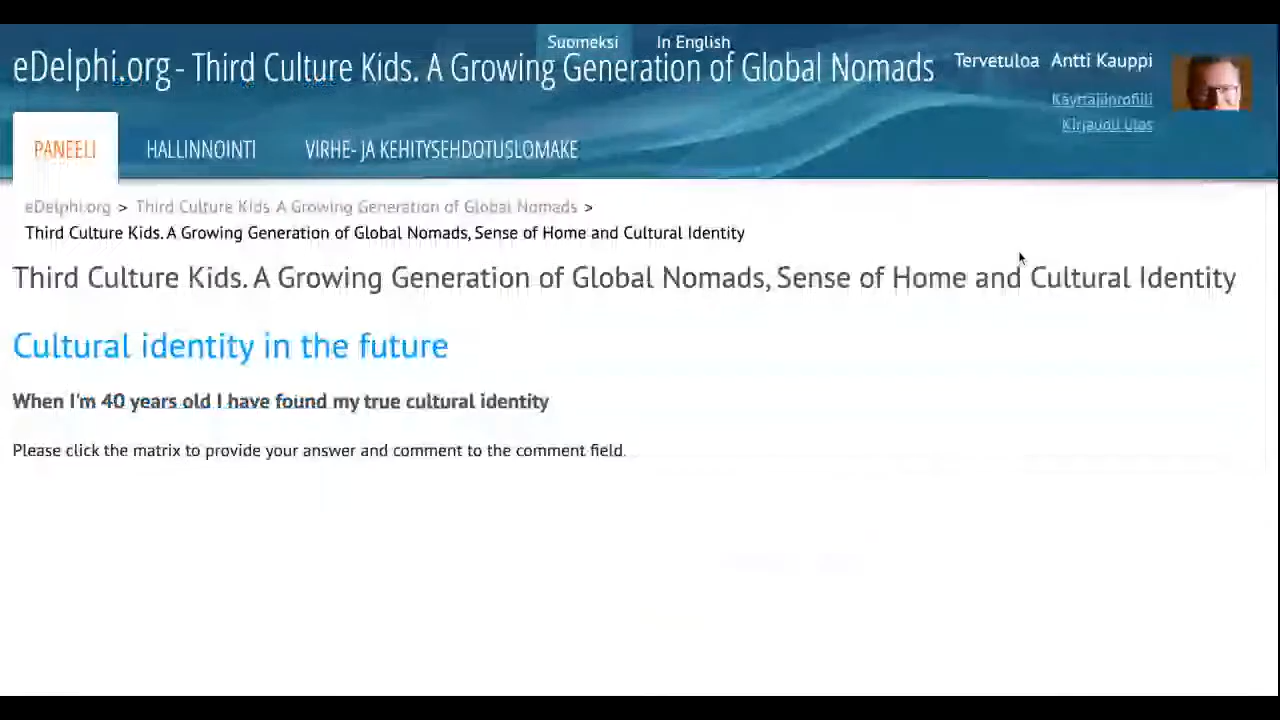 Suomeksi In English
eDelphi.org - Third Culture Kids. A Growing Generation of Global Nomads
Tervetuloa Antti Kauppi
Käyttäjäprofiili
Kirjaudu ulos
PANEELI HALLINNOINTI VIRHE- JA KEHITYSEHDOTUSLOMAKE
eDelphi.org > Third Culture Kids. A Growing Generation of Global Nomads >
Third Culture Kids. A Growing Generation of Global Nomads, Sense of Home and Cultural Identity
Third Culture Kids. A Growing Generation of Global Nomads, Sense of Home and Cultural Identity
Cultural identity in the future
When I'm 40 years old I have found my true cultural identity
Please click the matrix to provide your answer and comment to the comment field.